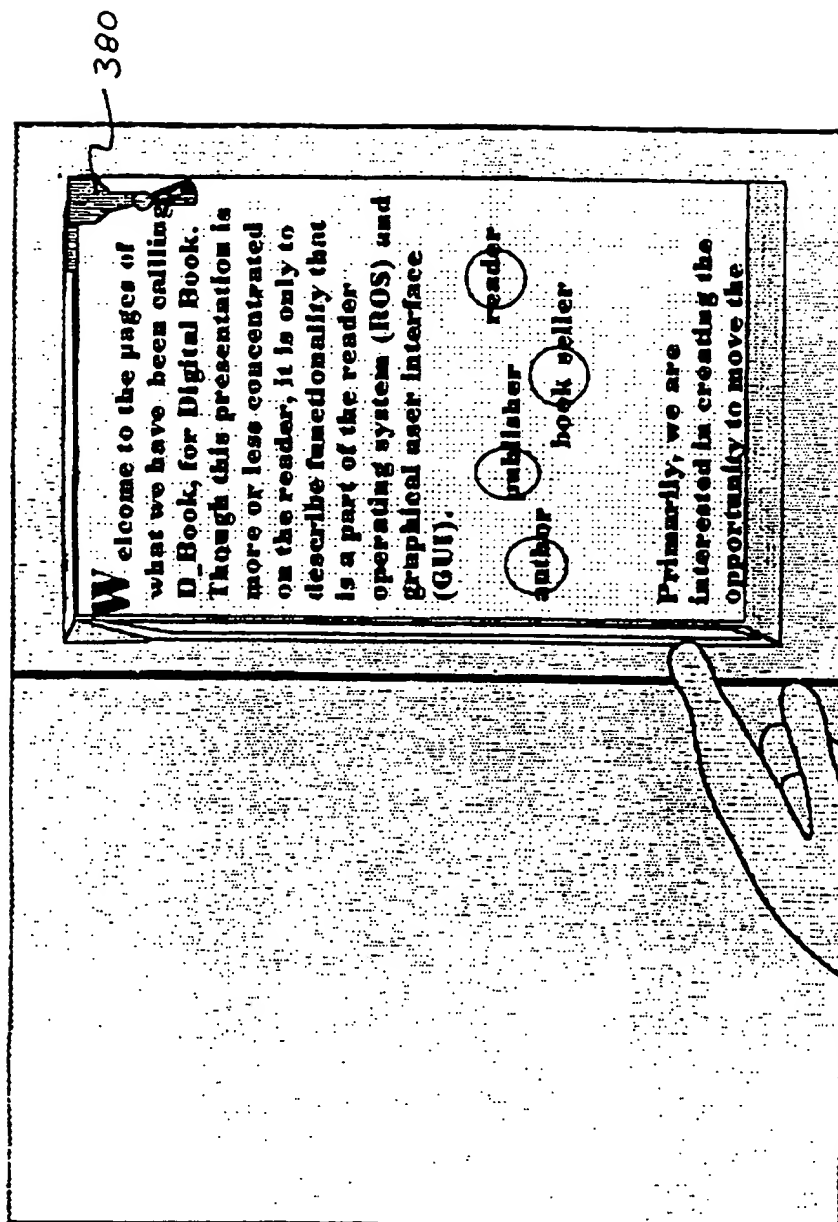 380
Welcome to the pages of
what we have been callling
D_Book, for Digital Book.
Though this presentation is
more or less concentrated
on the reader, it is only to
describe functionality that
is a part of the reader
operating system (ROS) and
graphical user interface
(GUI).
reader
publisher
author
book seller
Primarily, we are
interested in creating the
opportunity to move the